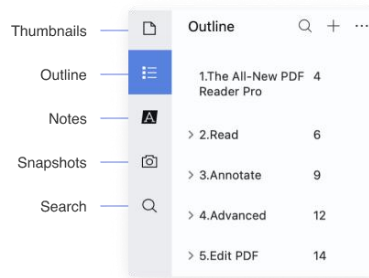 Thumbnails
Outline
Notes
Snapshots
Search
Outline
1.The All-New PDF 4
Reader Pro
2.Read 6
3.Annotate 9
4.Advanced 12
5.Edit PDF 14